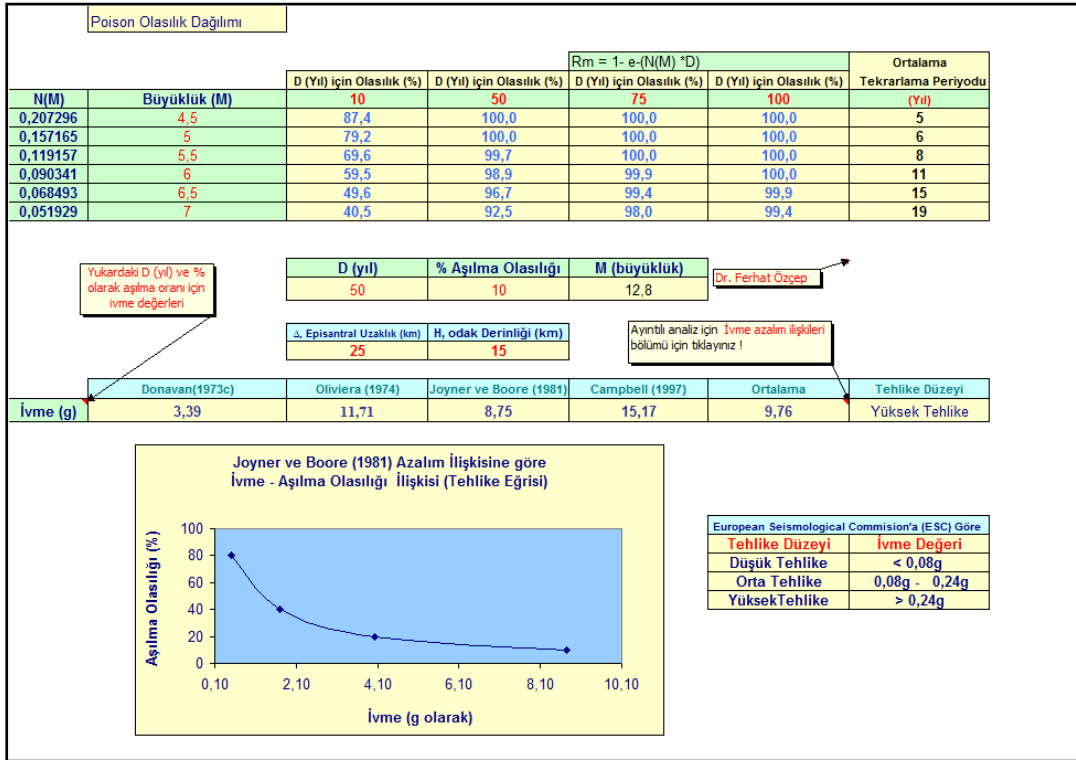 Poison Olasılık Dağılımı
Rm = 1- e-(N(M) *D)
Ortalama
D (Yıl) için Olasılık (%) D (Yıl) için Olasılık (%) D (Yıl) için Olasılık (%) D (Yıl) için Olasılık (%) Tekrarlama Periyodu
N(M) Büyüklük (M) 10 50 75 100 (Yıl)
0,207296 4,5 87,4 100,0 100,0 100,0 5
0,157165 5 79,2 100,0 100,0 100,0 6
0,119157 5,5 69,6 99,7 100,0 100,0 8
0,090341 6 59,5 98,9 99,9 100,0 11
0,068493 6,5 49,6 96,7 99,4 99,9 15
0,051929 7 40,5 92,5 98,0 99,4 19
Yukardaki D (yıl) ve %
olarak aşılma oranı için
ivme değerleri
D (yıl) % Aşılma Olasılığı M (büyüklük)
50 10 12,8
Dr. Ferhat Özçep
Δ, Episantral Uzaklık (km) H, odak Derinliği (km)
25 15
Ayıntılı analiz için İvme azalım ilişkileri
bölümü için tıklayınız !
Donavan(1973c) Oliviera (1974) Joyner ve Boore (1981) Campbell (1997) Ortalama Tehlike Düzeyi
İvme (g) 3,39 11,71 8,75 15,17 9,76 Yüksek Tehlike
Joyner ve Boore (1981) Azalım İlişkisine göre
İvme - Aşılma Olasılığı İlişkisi (Tehlike Eğrisi)
Aşılma Olasılığı (%)
100
80
60
40
20
0
0,10 2,10 4,10 6,10 8,10 10,10
İvme (g olarak)
European Seismological Commision'a (ESC) Göre
Tehlike Düzeyi İvme Değeri
Düşük Tehlike < 0,08g
Orta Tehlike 0,08g - 0,24g
YüksekTehlike > 0,24g